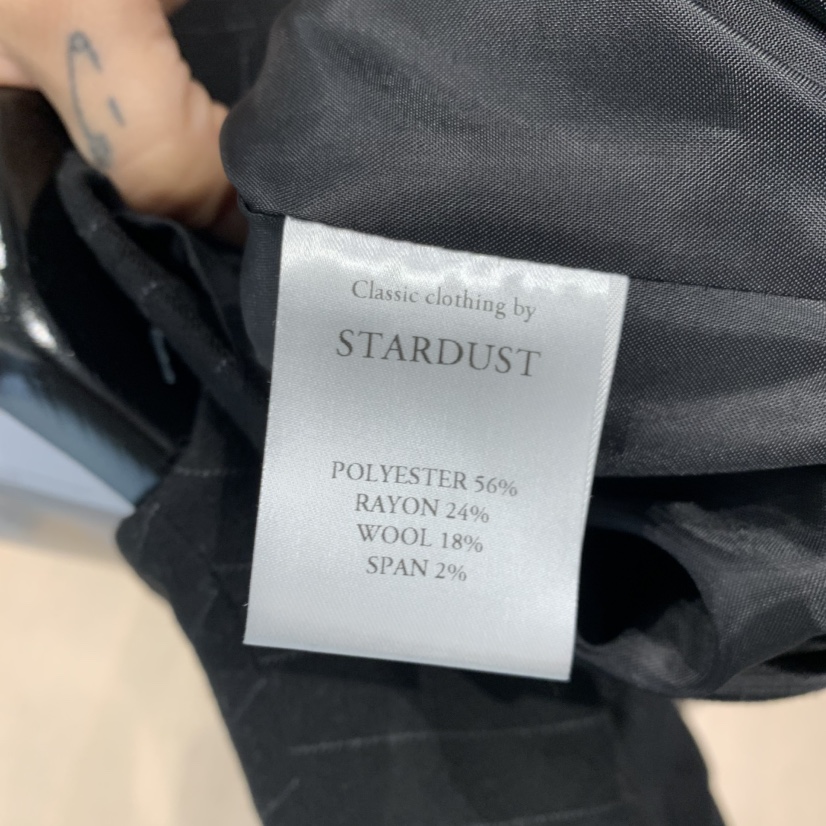 Classic clothing by
STARDUST
POLYESTER 56%
RAYON 24%
WOOL 18%
SPAN 2%